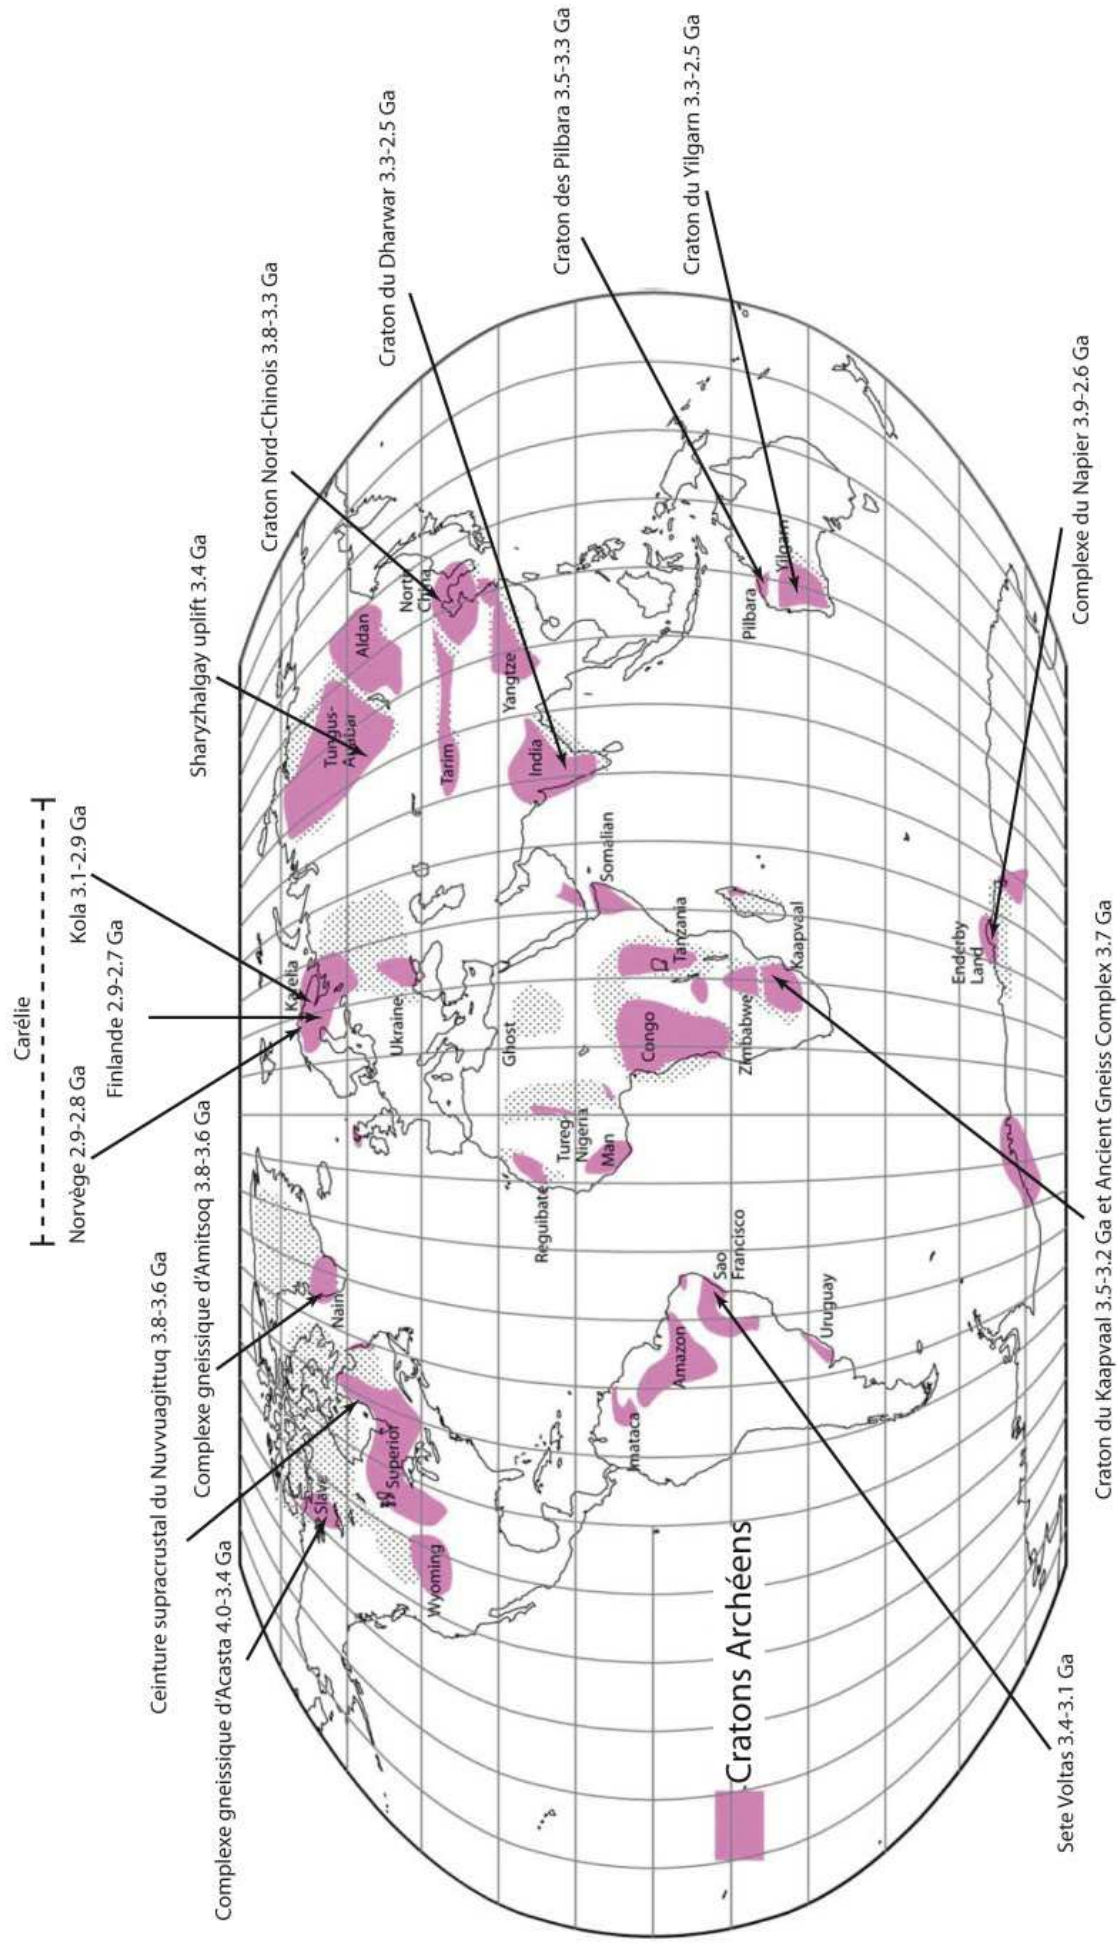 Carélie
Norvège 2.9-2.8 Ga
Kola 3.1-2.9 Ga
Finlande 2.9-2.7 Ga
Ceinture supracrustal du Nuvvuagittuq 3.8-3.6 Ga
Complexe gneissique d'Amitsoq 3.8-3.6 Ga
Complexe gneissique d'Acasta 4.0-3.4 Ga
Sharyzhalgay uplift 3.4 Ga
Craton Nord-Chinois 3.8-3.3 Ga
Craton du Dharwar 3.3-2.5 Ga
Craton des Pilbara 3.5-3.3 Ga
Craton du Yilgarn 3.3-2.5 Ga
Slave
Nain
Superior
Wyoming
Karelia
Ukraine
Tungus-
Anabar
Aldan
North
China
Tarim
Yangtze
India
Reguibate
Tureg
Nigeria
Man
Ghost
Somalian
Congo
Tanzania
Zimbabwe
Kaapvaal
Imataca
Amazon
Sao
Francisco
Uruguay
Pilbara
Yilgarn
Enderby
Land
Cratons Archéens
Sete Voltas 3.4-3.1 Ga
Craton du Kaapvaal 3.5-3.2 Ga et Ancient Gneiss Complex 3.7 Ga
Complexe du Napier 3.9-2.6 Ga